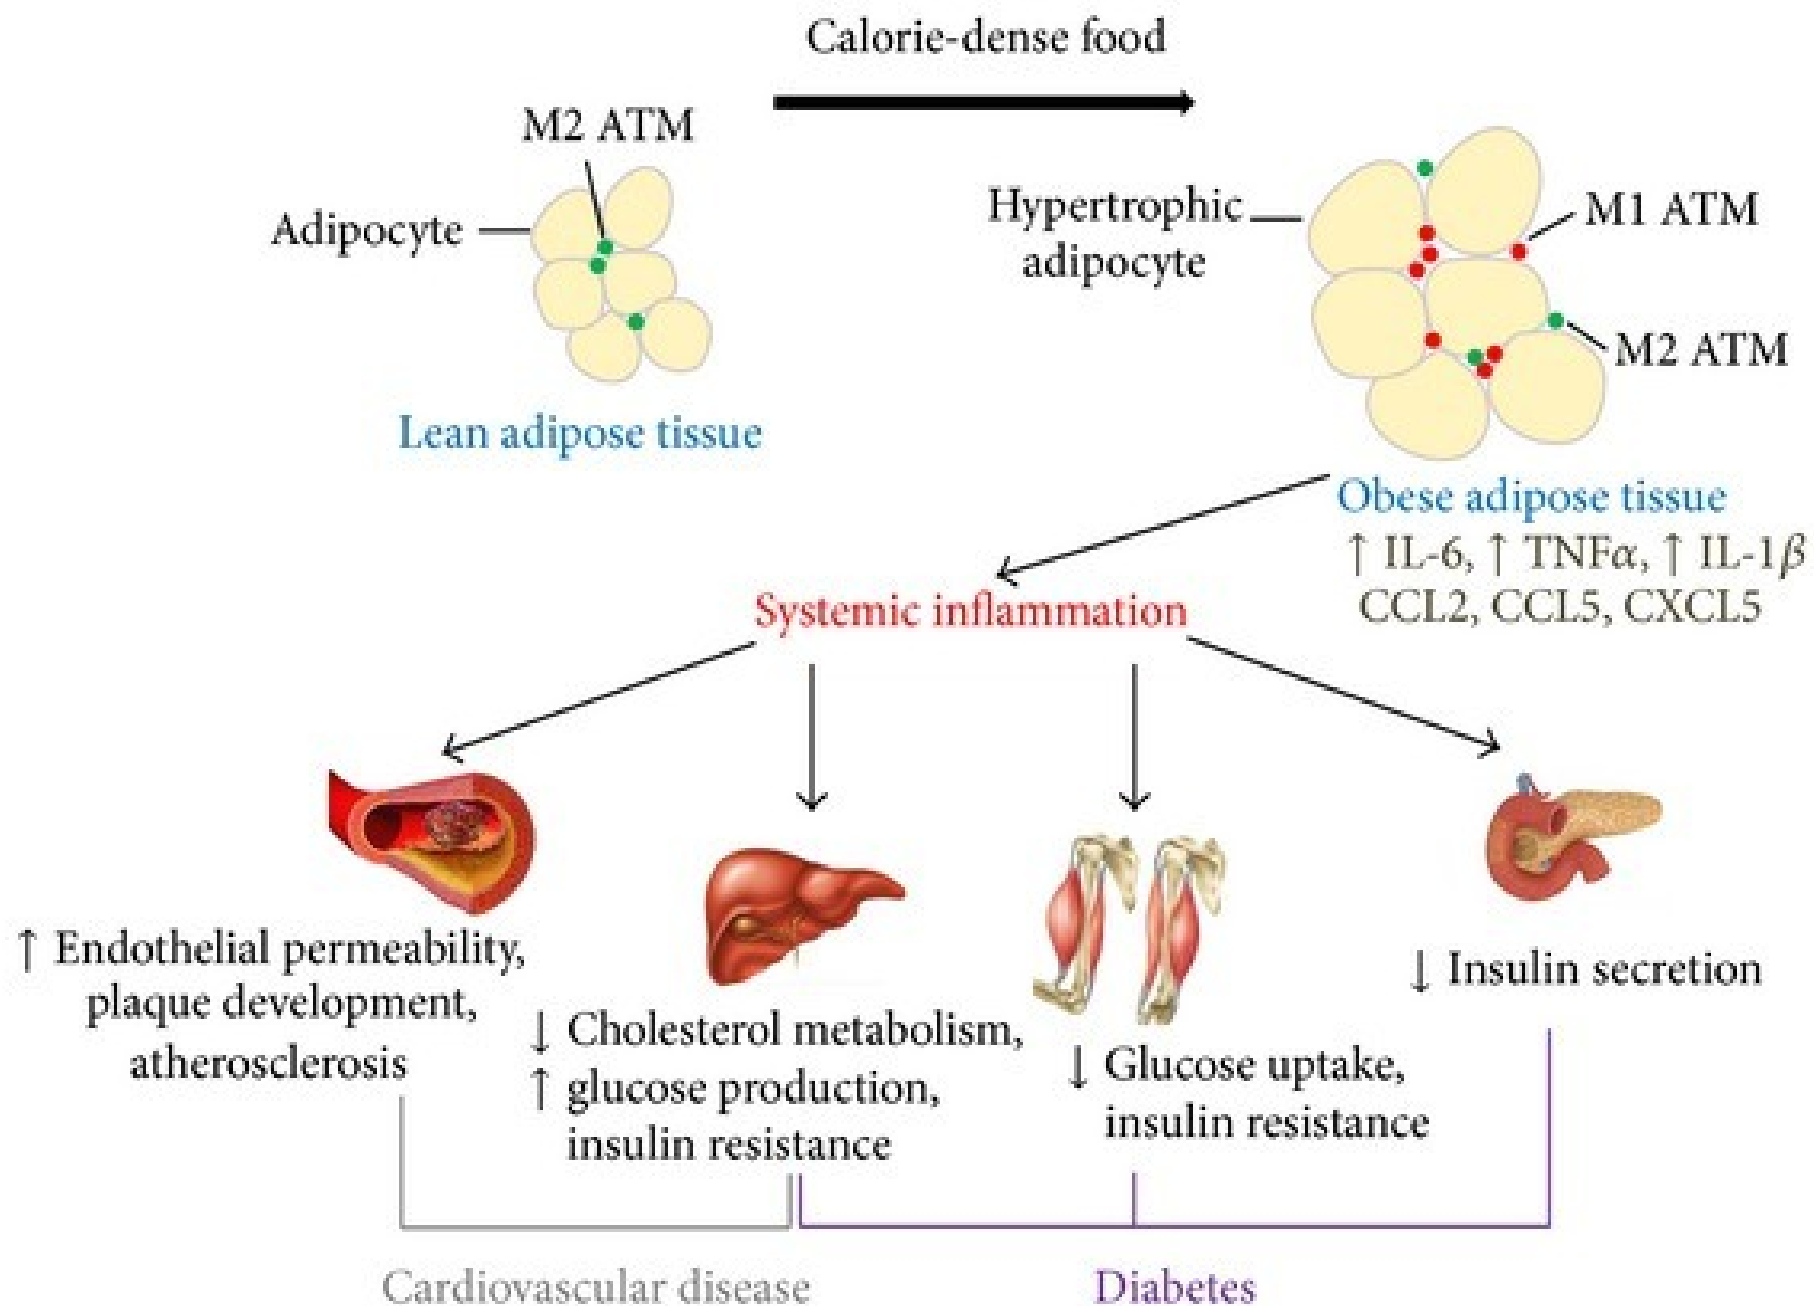 Calorie-dense food
M2 ATM
Adipocyte
Hypertrophic
adipocyte
M1 ATM
M2 ATM
Lean adipose tissue
Obese adipose tissue
↑ IL-6, ↑ TNFα, ↑ IL-1β
CCL2, CCL5, CXCL5
Systemic inflammation
↑ Endothelial permeability,
plaque development,
atherosclerosis
↓ Cholesterol metabolism,
↑ glucose production,
insulin resistance
↓ Glucose uptake,
insulin resistance
↓ Insulin secretion
Cardiovascular disease
Diabetes